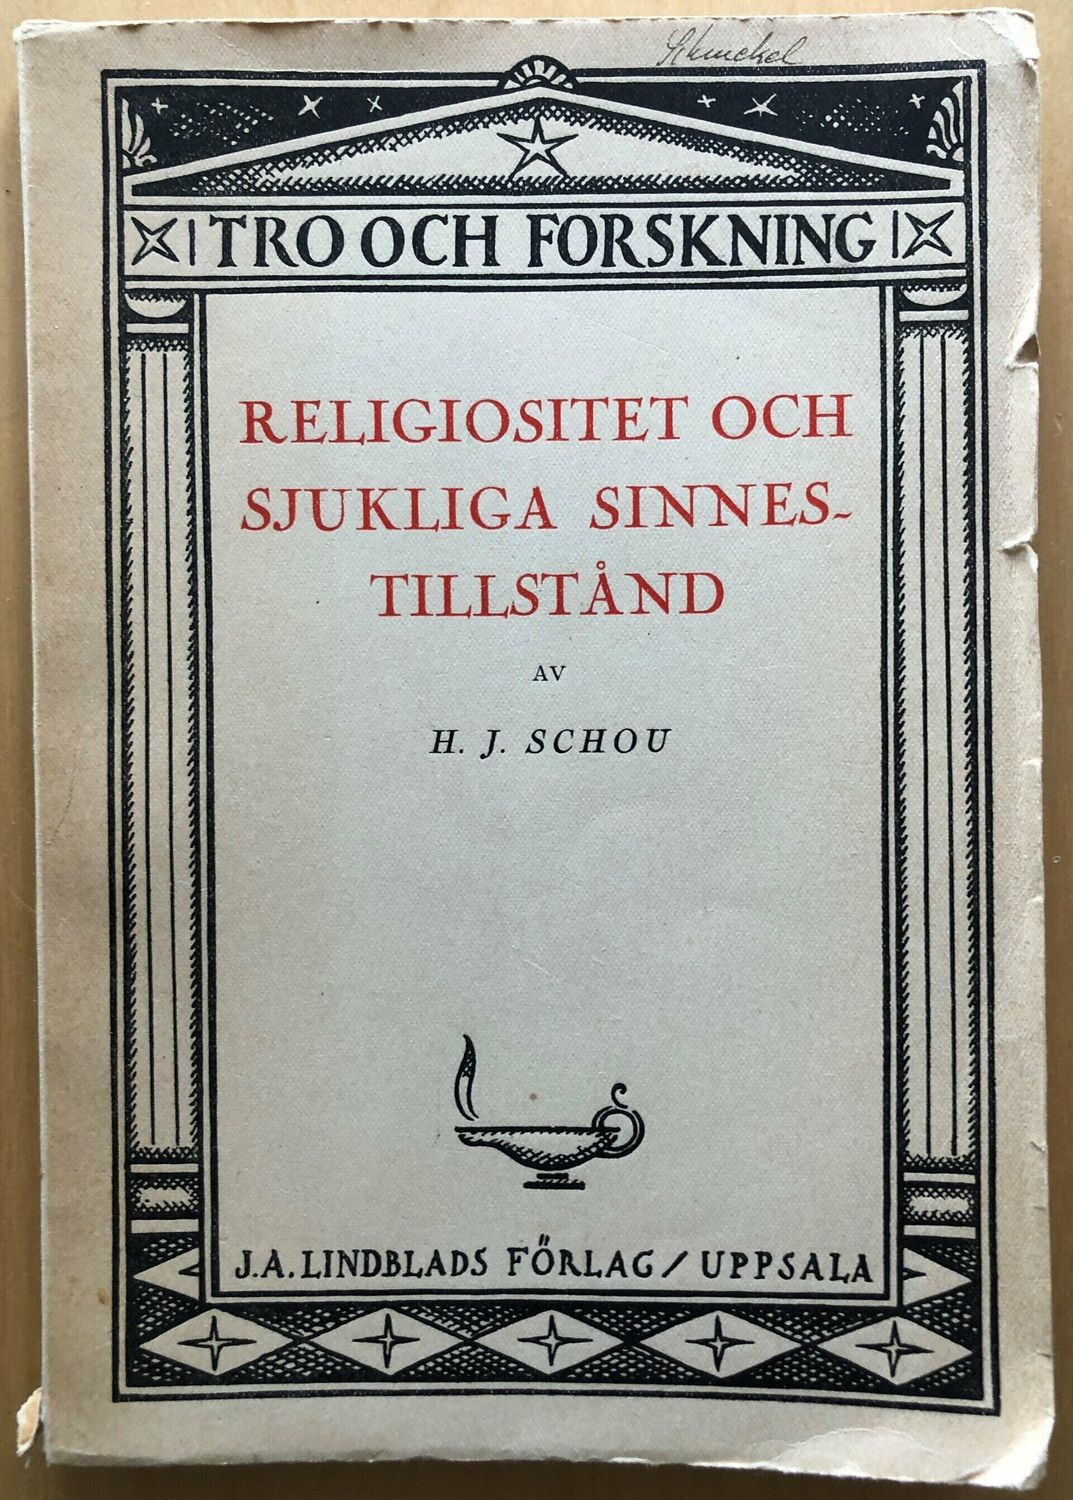 TRO OCH FORSKNING
RELIGIOSITET OCH
SJUKLIGA SINNES-
TILLSTÅND
AV
H. J. SCHOU
J.A. LINDBLADS FÖRLAG / UPPSALA